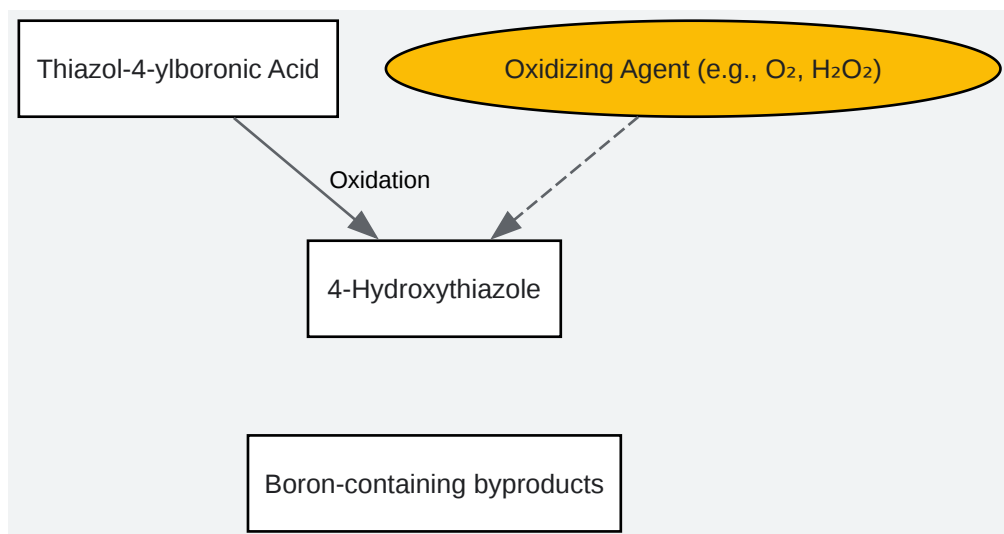 Thiazol-4-ylboronic Acid
Oxidizing Agent (e.g., O₂, H₂O₂)
Oxidation
4-Hydroxythiazole
Boron-containing byproducts